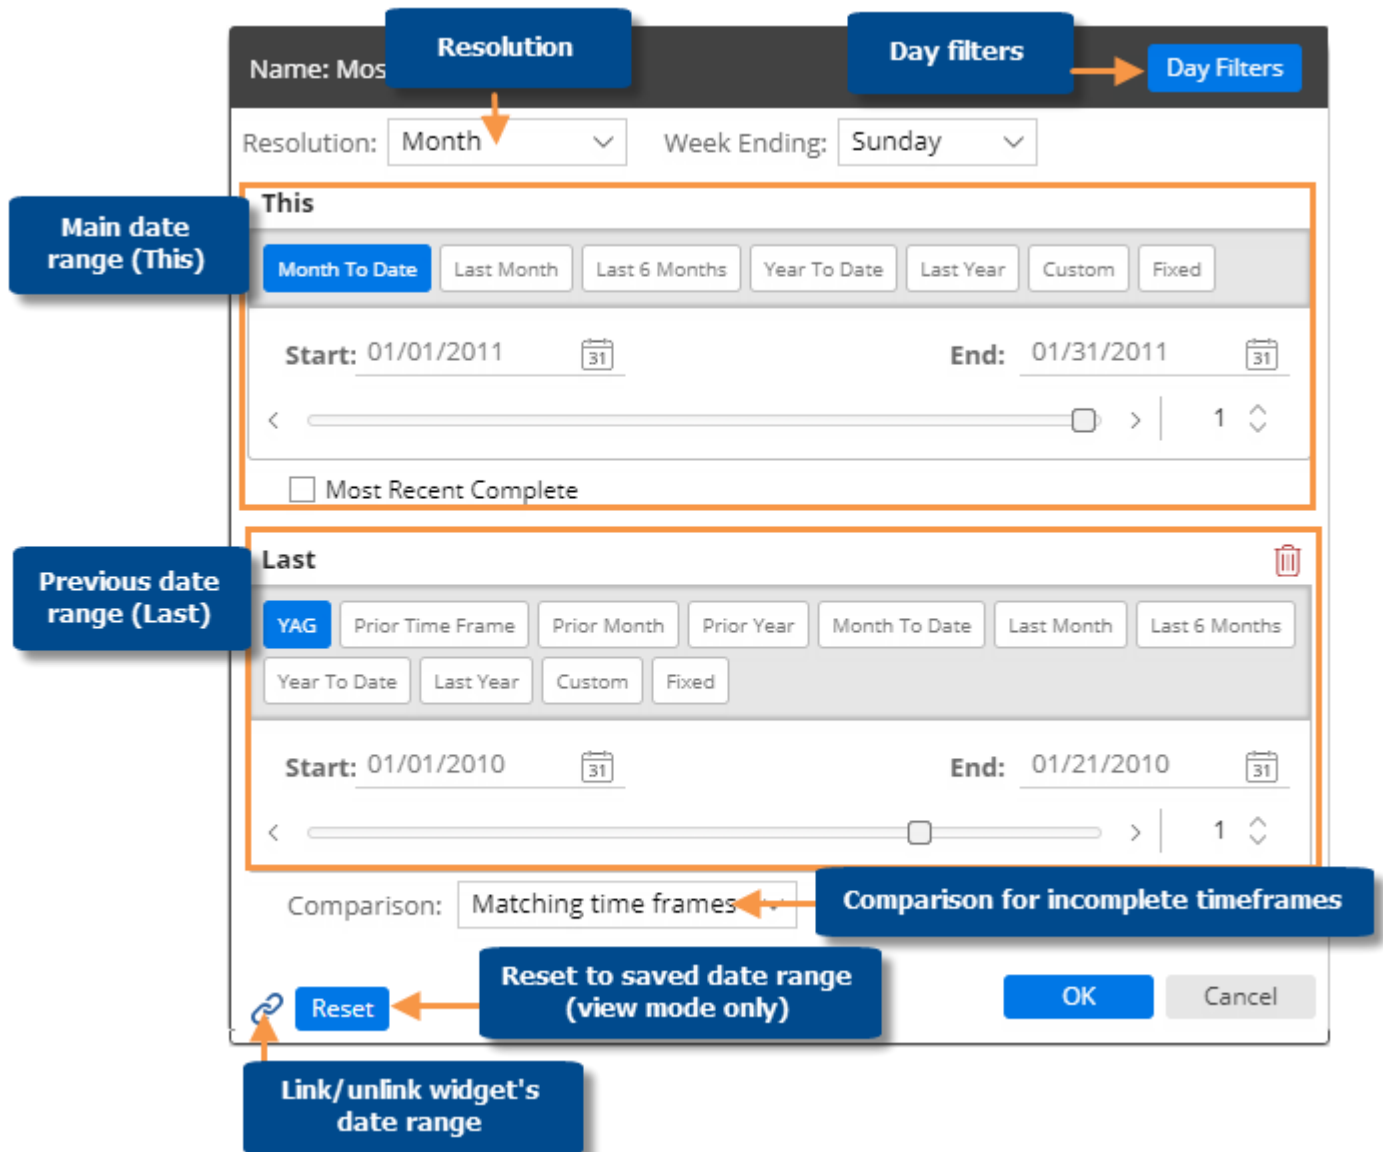 Resolution
Day filters
Name: Mos
Day Filters
Resolution: Month
Week Ending: Sunday
This
Main date
range (This)
Month To Date Last Month Last 6 Months Year To Date Last Year Custom Fixed
Start: 01/01/2011 31 End: 01/31/2011 31
1
Most Recent Complete
Last
Previous date
range (Last)
YAG Prior Time Frame Prior Month Prior Year Month To Date Last Month Last 6 Months
Year To Date Last Year Custom Fixed
Start: 01/01/2010 31 End: 01/21/2010 31
1
Comparison: Matching time frames
Comparison for incomplete timeframes
Reset to saved date range
(view mode only)
Reset
OK Cancel
Link/unlink widget's
date range